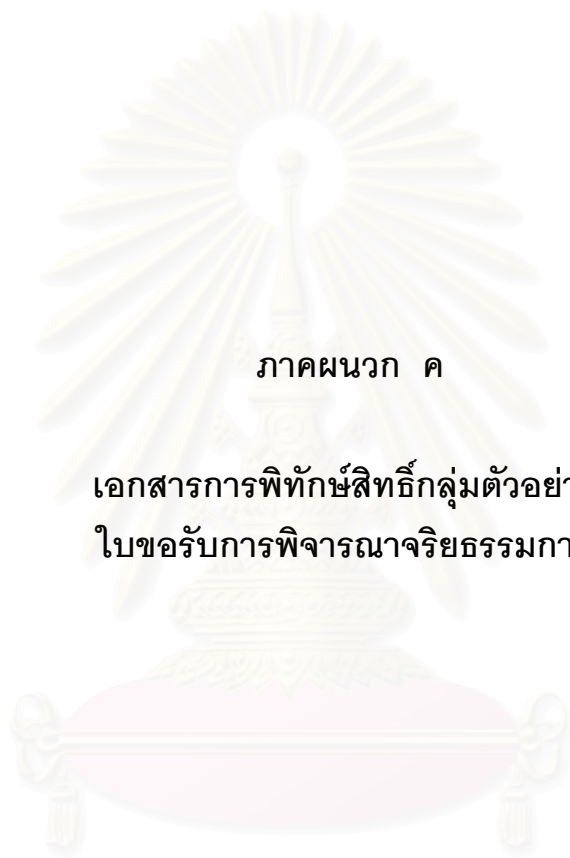 ภาคผนวก ค
เอกสารการพิทักษ์สิทธิ์กลุ่มตัวอย่า
ใบขอรับการพิจารณาจริยธรรมกา